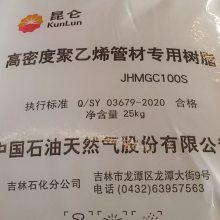 昆仑
KunLun
高密度聚乙烯管材专用树脂
JHMGC100S
执行标准 Q/SY 03679-2020 合格
净含量 25kg
中国石油天然气股份有限公司
吉林石化分公司
吉林市龙潭区龙潭大街9号
电话: (0432)63957563